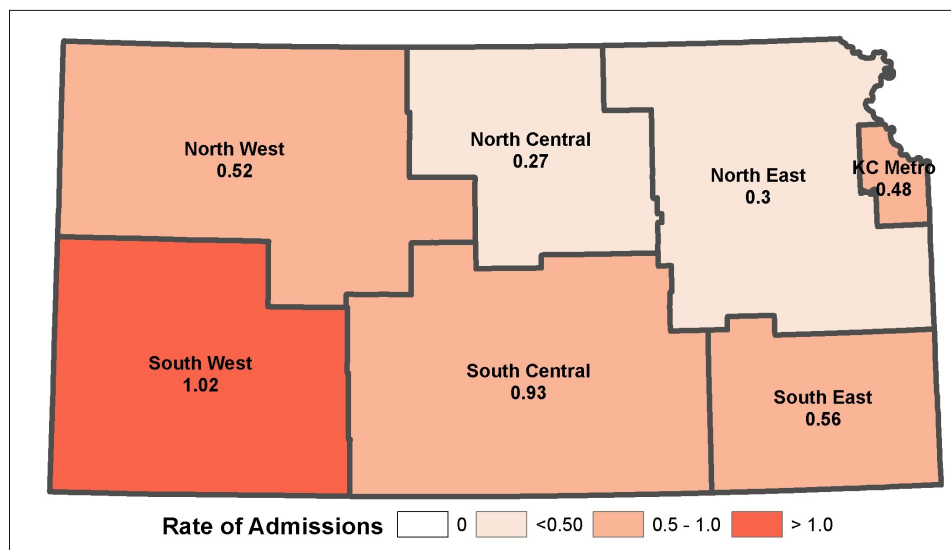 North West
0.52
North Central
0.27
North East
0.3
KC Metro
0.48
South West
1.02
South Central
0.93
South East
0.56
Rate of Admissions 0 <0.50 0.5 - 1.0 > 1.0